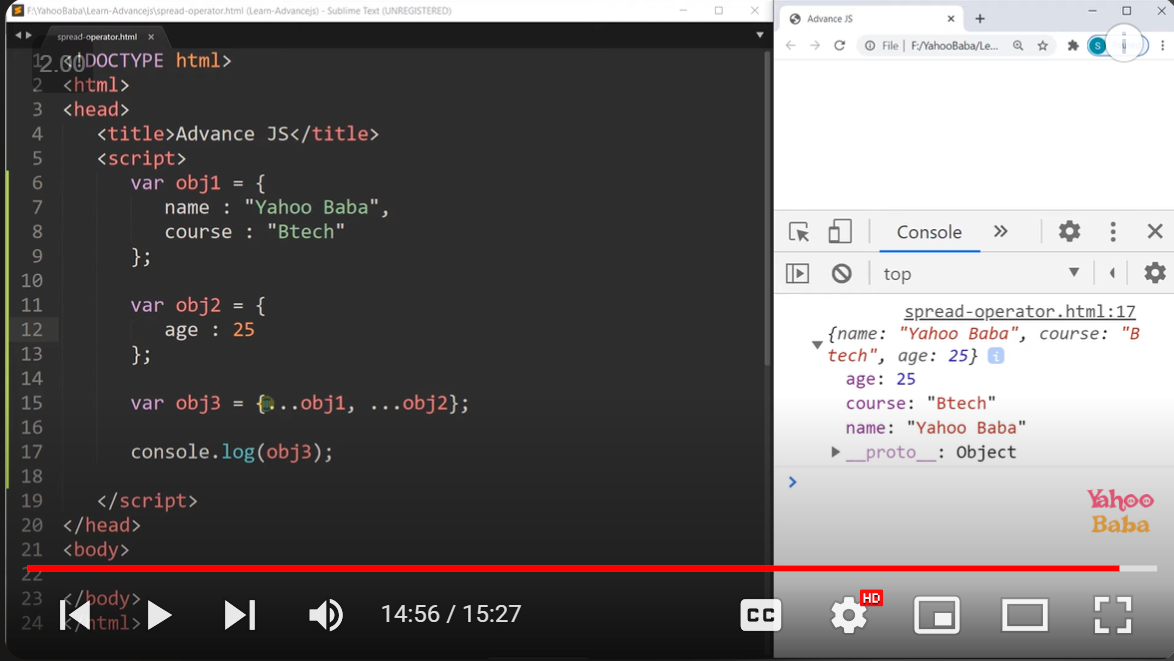 F:\YahooBaba\Learn-Advancejs\spread-operator.html (Learn-Advancejs) - Sublime Text (UNREGISTERED)
spread-operator.html
2.00
1 <!DOCTYPE html>
2 <html>
3 <head>
4 <title>Advance JS</title>
5 <script>
6 var obj1 = {
7 name : "Yahoo Baba",
8 course : "Btech"
9 };
10
11 var obj2 = {
12 age : 25
13 };
14
15 var obj3 = {...obj1, ...obj2};
16
17 console.log(obj3);
18
19 </script>
20 </head>
21 <body>
22
23 </body>
24 </html>
14:56 / 15:27
CC
HD
Advance JS
File | F:/YahooBaba/Le...
S
Console
top
spread-operator.html:17
{name: "Yahoo Baba", course: "B
tech", age: 25} i
age: 25
course: "Btech"
name: "Yahoo Baba"
__proto__: Object
Yahoo
Baba